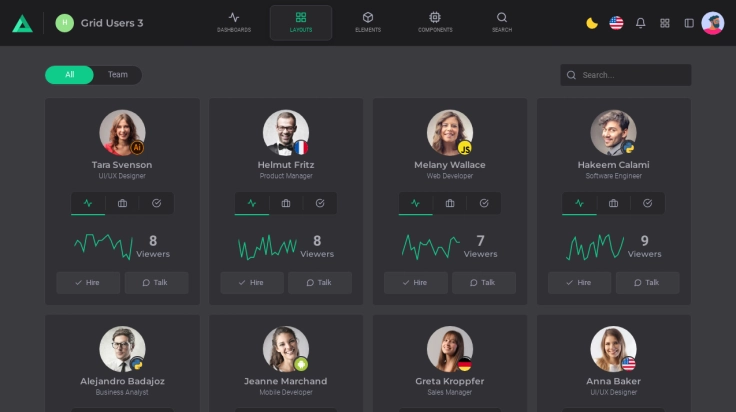 H
Grid Users 3
DASHBOARDS
LAYOUTS
ELEMENTS
COMPONENTS
SEARCH
All
Team
Search...
Ai
JS
Tara Svenson
Helmut Fritz
Melany Wallace
Hakeem Calami
UI/UX Designer
Product Manager
Web Developer
Software Engineer
8
8
7
9
Viewers
Viewers
Viewers
Viewers
Hire
Talk
Hire
Talk
Hire
Talk
Hire
Talk
Alejandro Badajoz
Jeanne Marchand
Greta Kroppfer
Anna Baker
Business Analyst
Mobile Developer
Sales Manager
UI/UX Designer